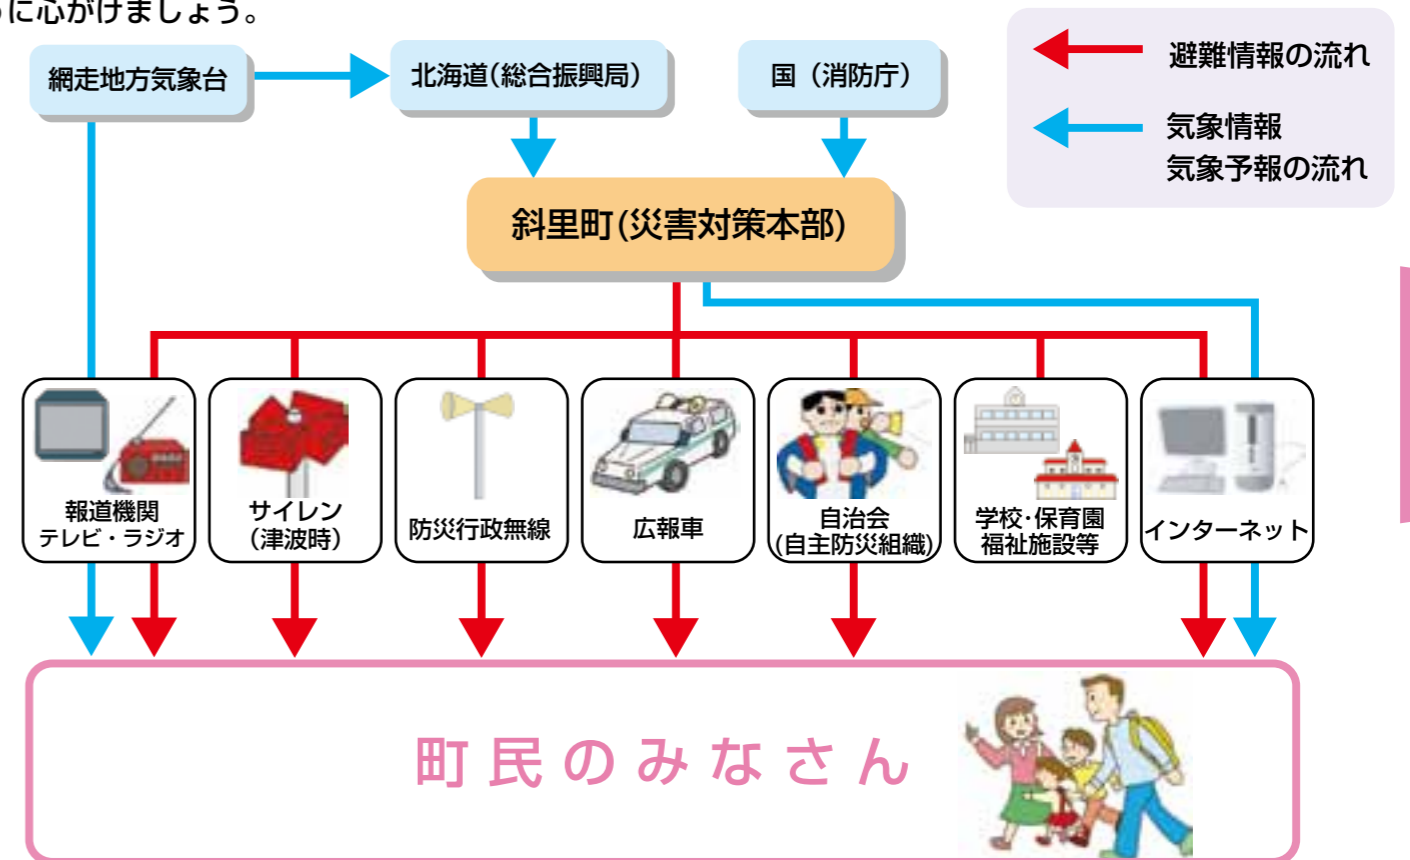 うに心がけましょう。
網走地方気象台
北海道(総合振興局)
国（消防庁）
避難情報の流れ
気象情報
気象予報の流れ
斜里町(災害対策本部)
報道機関
テレビ・ラジオ
サイレン
（津波時）
防災行政無線
広報車
自治会
(自主防災組織)
学校・保育園
福祉施設等
インターネット
町民のみなさん